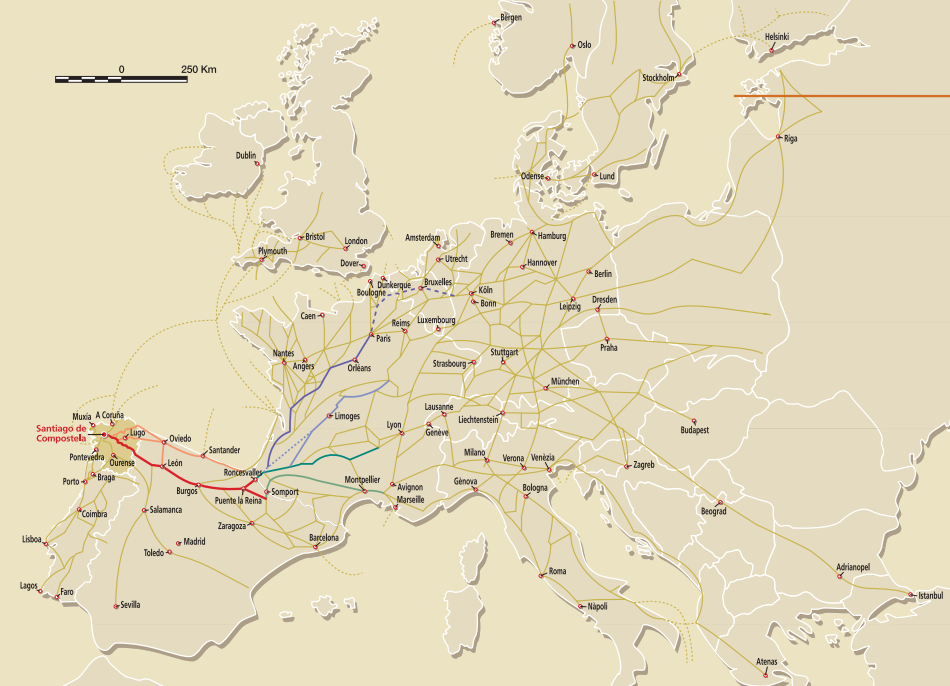 Bergen
Oslo
Helsinki
Stockholm
0
250 Km
Riga
Dublin
Odense
Lund
Bristol
London
Plymouth
Dover
Amsterdam
Utrecht
Bremen
Hamburg
Hannover
Berlin
Dunkerque
Boulogne
Bruxelles
Köln
Bonn
Leipzig
Dresden
Caen
Reims
Luxembourg
Paris
Praha
Nantes
Angers
Orléans
Strasbourg
Stuttgart
München
Muxia
A Coruña
Limoges
Lausanne
Liechtenstein
Santiago de
Compostela
Lugo
Oviedo
Lyon
Genève
Budapest
Pontevedra
Ourense
León
Santander
Milano
Verona
Venèzia
Zagreb
Porto
Braga
Burgos
Roncesvalles
Puente la Reina
Somport
Montpellier
Avignon
Marseille
Gènova
Bologna
Beograd
Coimbra
Salamanca
Zaragoza
Lisboa
Madrid
Toledo
Barcelona
Lagos
Faro
Sevilla
Roma
Nàpoli
Adrianopel
Istanbul
Atenas